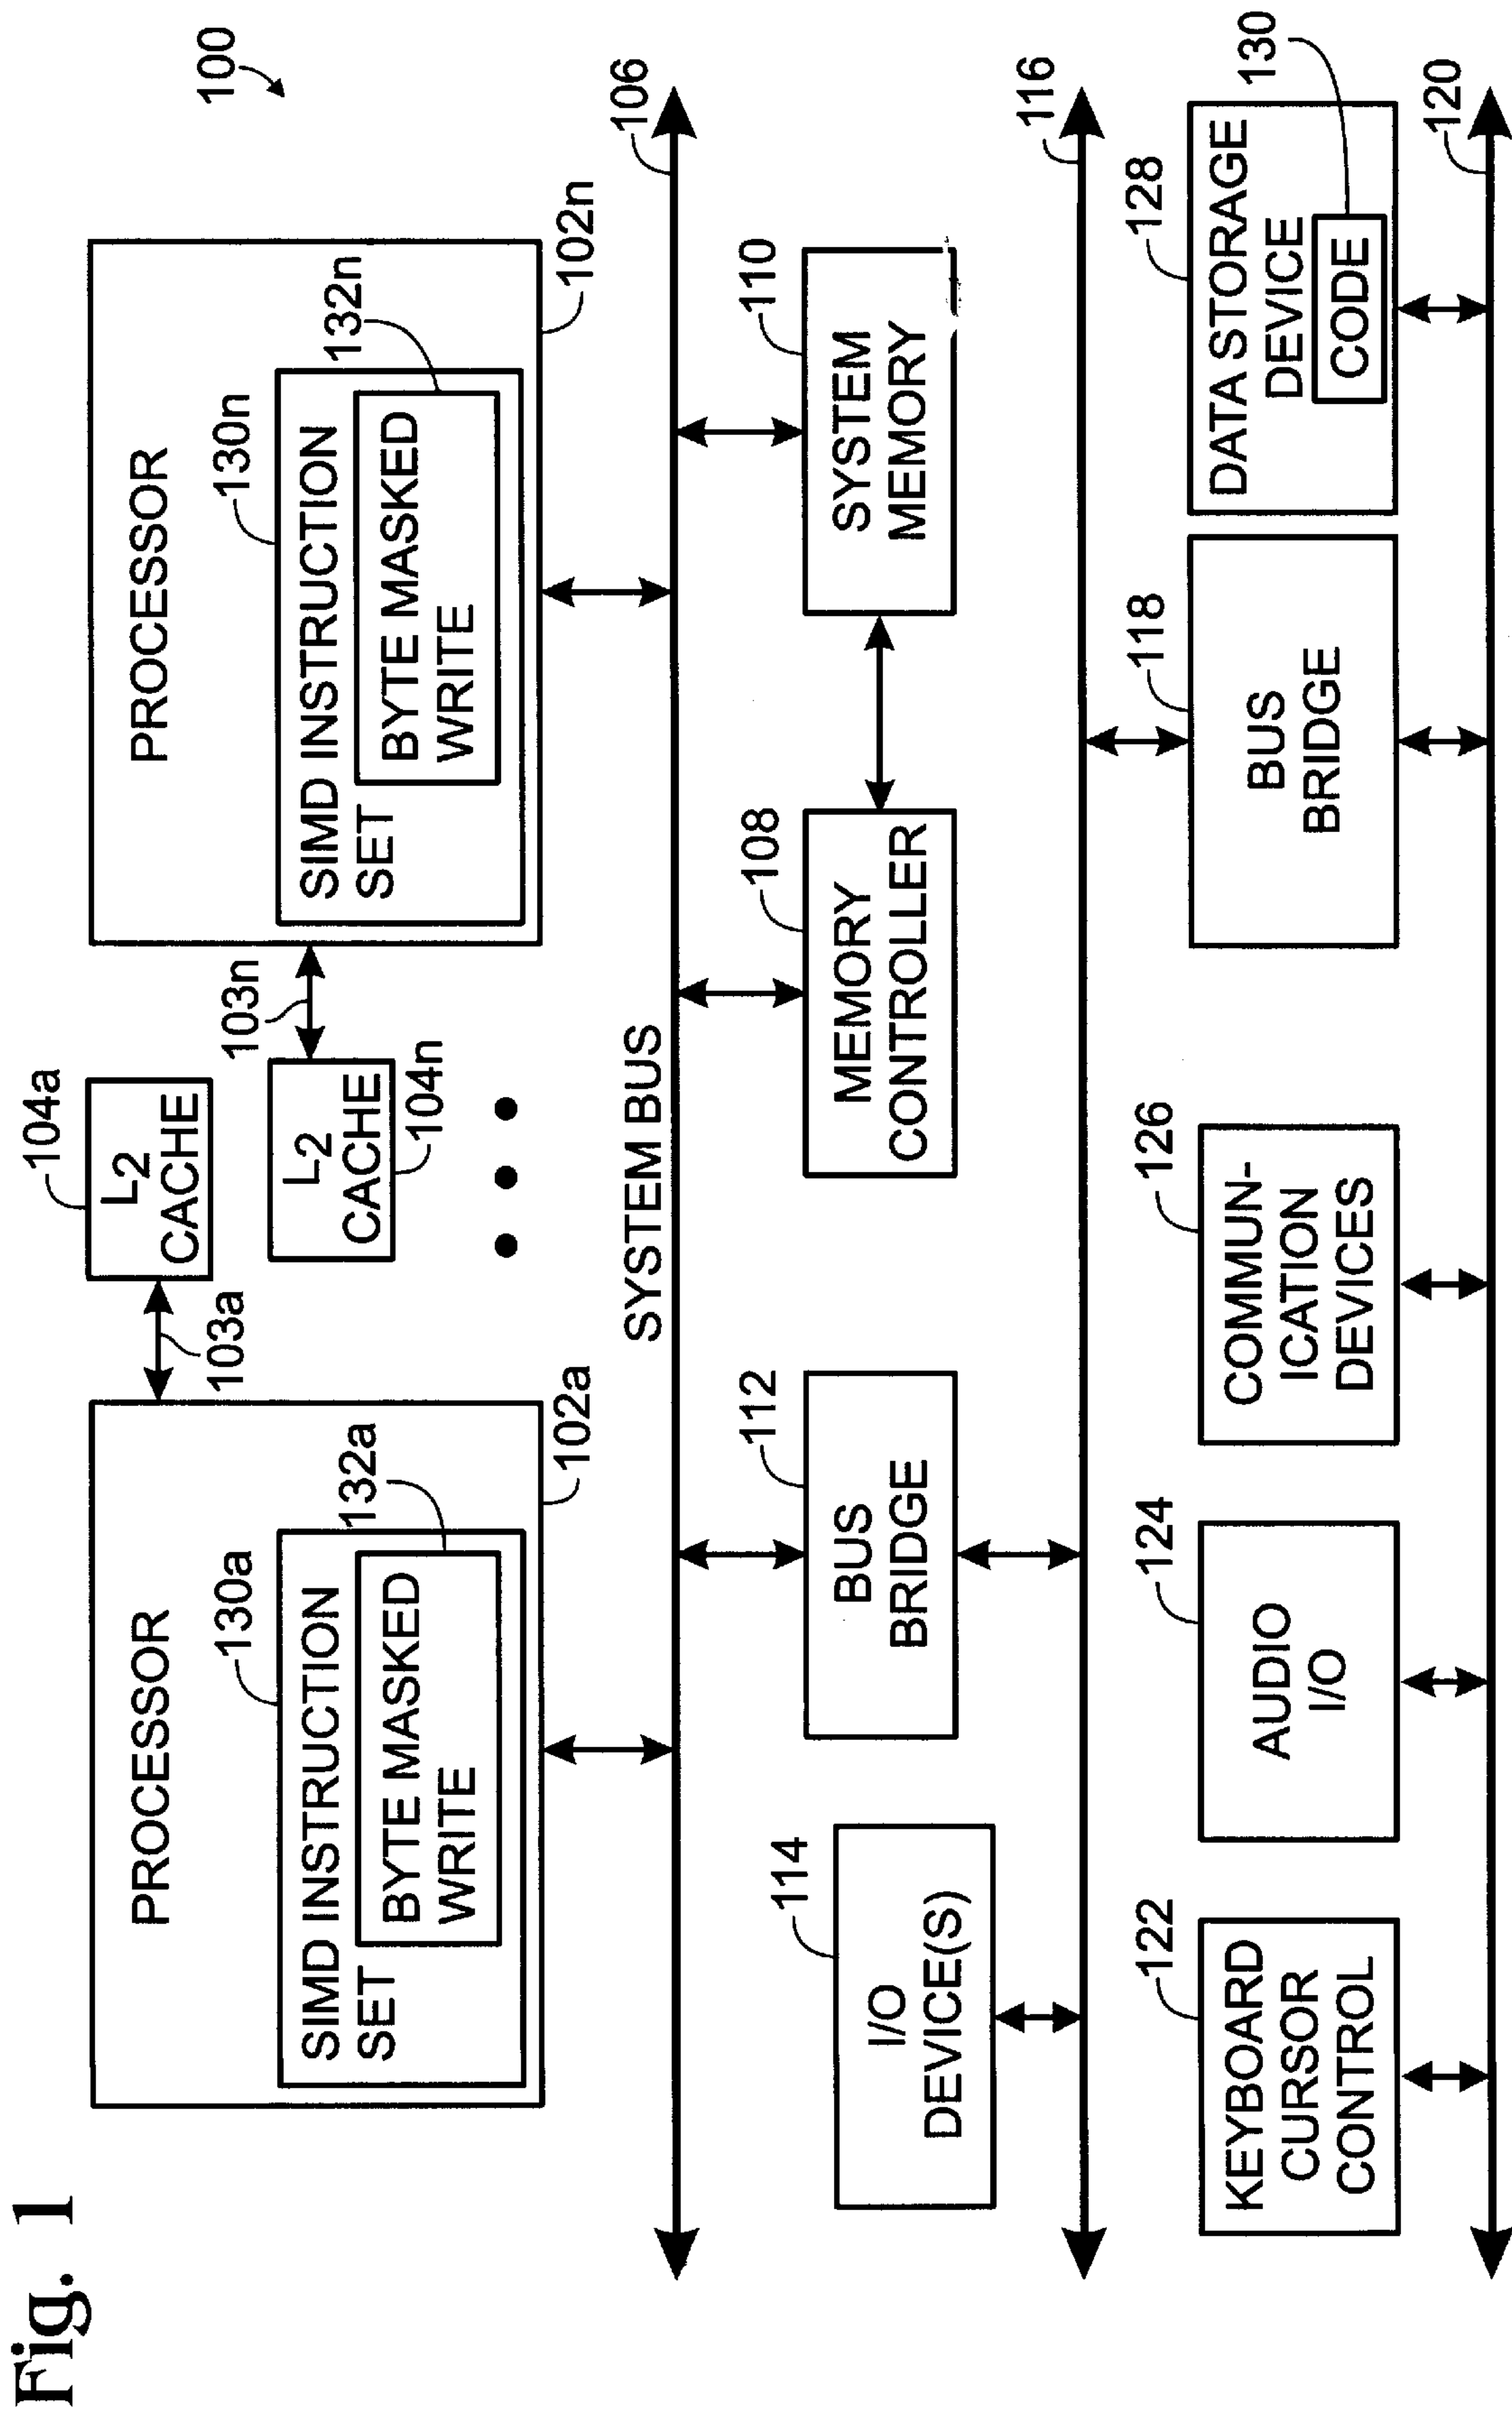 Fig. 1
100
PROCESSOR
130a
SIMD INSTRUCTION
SET
132a
BYTE MASKED
WRITE
102a
103a
104a
L2
CACHE
103n
L2
CACHE
104n
PROCESSOR
130n
SIMD INSTRUCTION
SET
132n
BYTE MASKED
WRITE
102n
SYSTEM BUS
106
114
I/O
DEVICE(S)
112
BUS
BRIDGE
108
MEMORY
CONTROLLER
110
SYSTEM
MEMORY
116
122
KEYBOARD
CURSOR
CONTROL
124
AUDIO
I/O
126
COMMUN-
ICATION
DEVICES
118
BUS
BRIDGE
128
DATA STORAGE
DEVICE
CODE
130
120